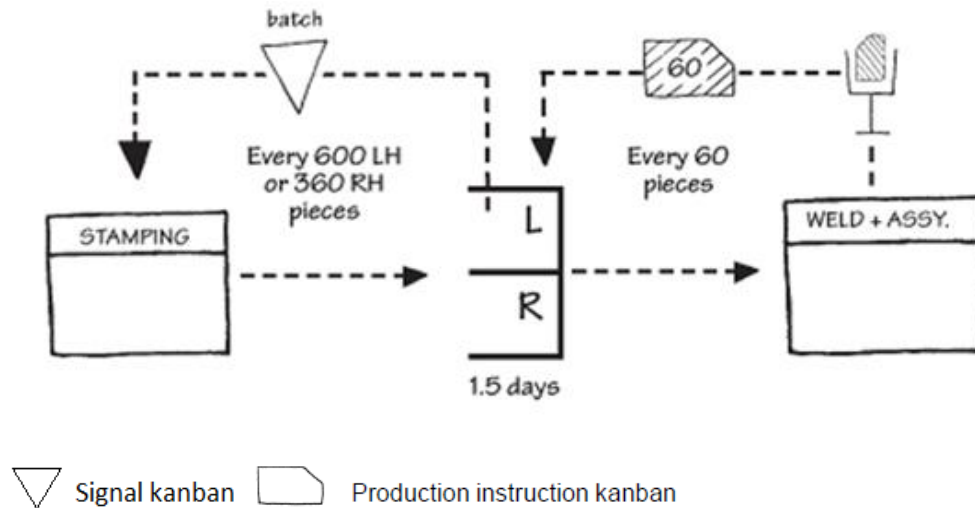 batch
60
Every 600 LH
or 360 RH
pieces
Every 60
pieces
STAMPING
L
R
WELD + ASSY.
1.5 days
Signal kanban
Production instruction kanban